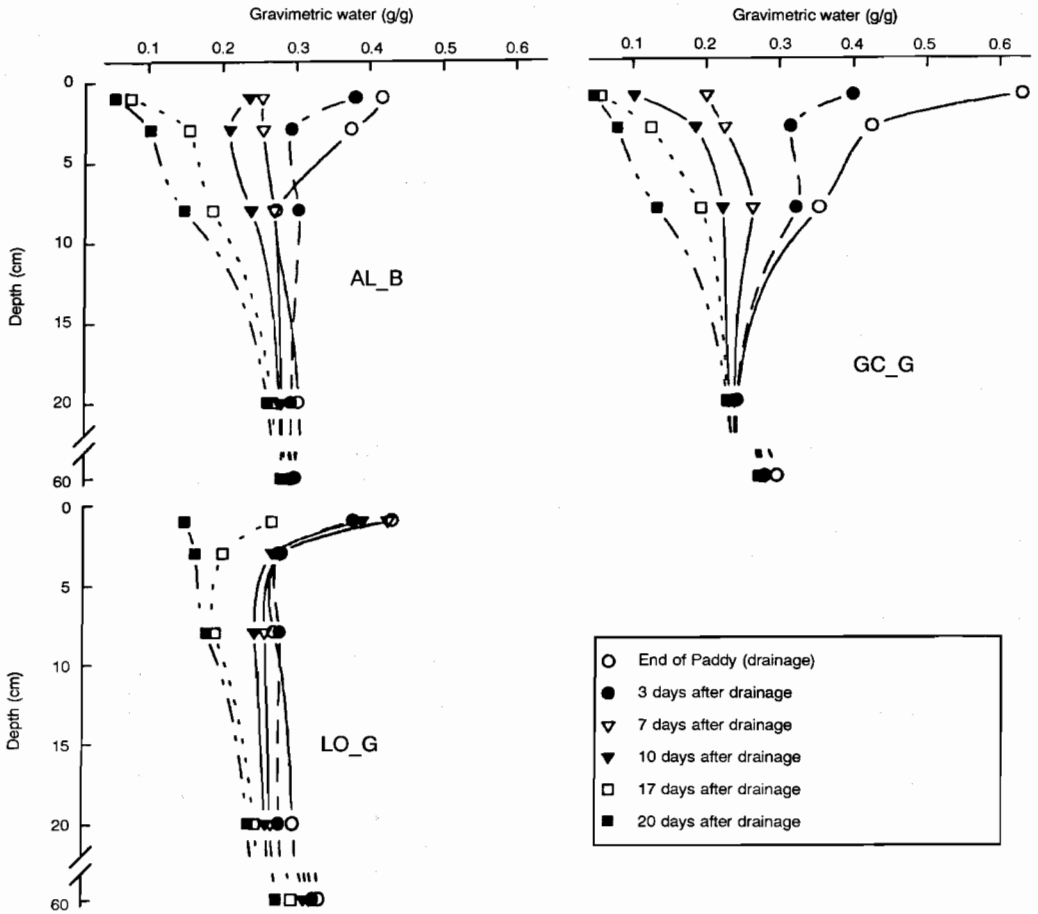 Gravimetric water (g/g)
0.1 0.2 0.3 0.4 0.5 0.6
Depth (cm)
0
5
10
15
20
60
AL_B
Gravimetric water (g/g)
0.1 0.2 0.3 0.4 0.5 0.6
GC_G
Depth (cm)
0
5
10
15
20
60
LO_G
End of Paddy (drainage)
3 days after drainage
7 days after drainage
10 days after drainage
17 days after drainage
20 days after drainage